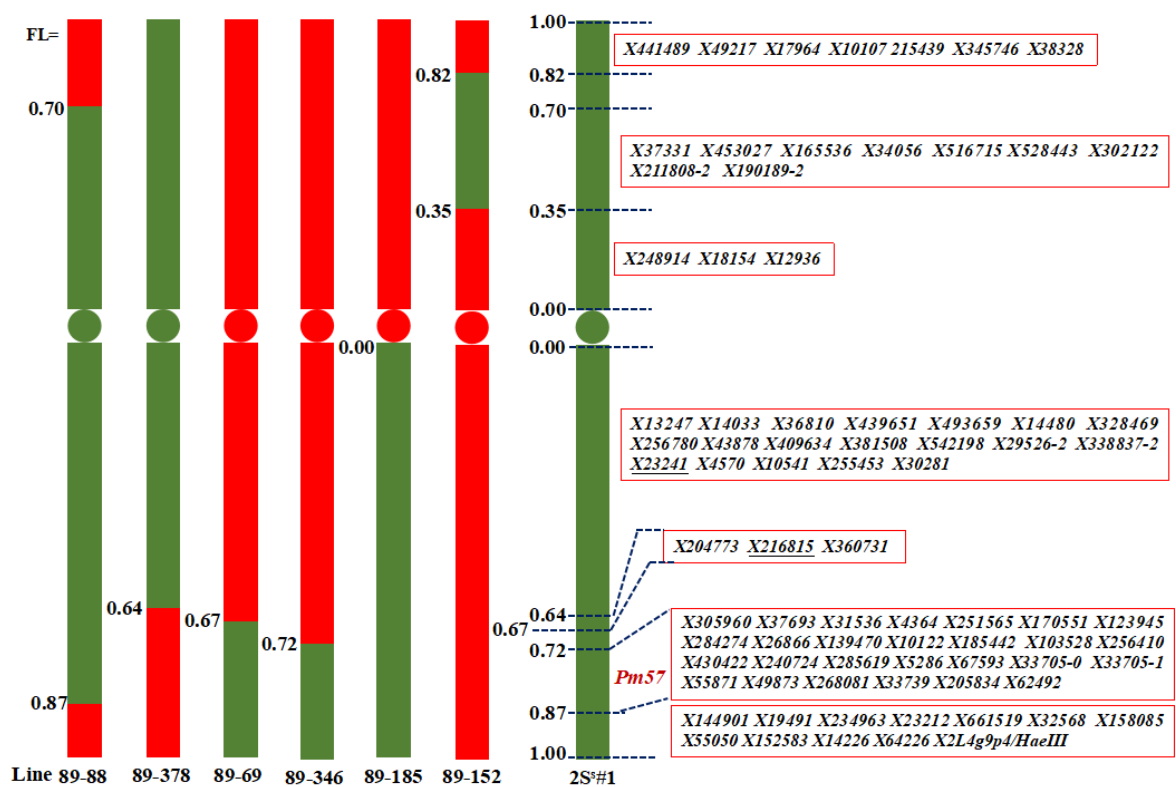 FL=
0.70
0.87
0.64
0.67
0.72
0.00
0.82
0.35
1.00
0.82
0.70
0.35
0.00
0.00
0.64
0.67
0.72
0.87
1.00
X441489 X49217 X17964 X10107 215439 X345746 X38328
X37331 X453027 X165536 X34056 X516715 X528443 X302122
X211808-2 X190189-2
X248914 X18154 X12936
X13247 X14033 X36810 X439651 X493659 X14480 X328469
X256780 X43878 X409634 X381508 X542198 X29526-2 X338837-2
X23241 X4570 X10541 X255453 X30281
X204773 X216815 X360731
Pm57
X305960 X37693 X31536 X4364 X251565 X170551 X123945
X284274 X26866 X139470 X10122 X185442 X103528 X256410
X430422 X240724 X285619 X5286 X67593 X33705-0 X33705-1
X55871 X49873 X268081 X33739 X205834 X62492
X144901 X19491 X234963 X23212 X661519 X32568 X158085
X55050 X152583 X14226 X64226 X2L4g9p4/HaeIII
Line 89-88 89-378 89-69 89-346 89-185 89-152 2Sˢ#1